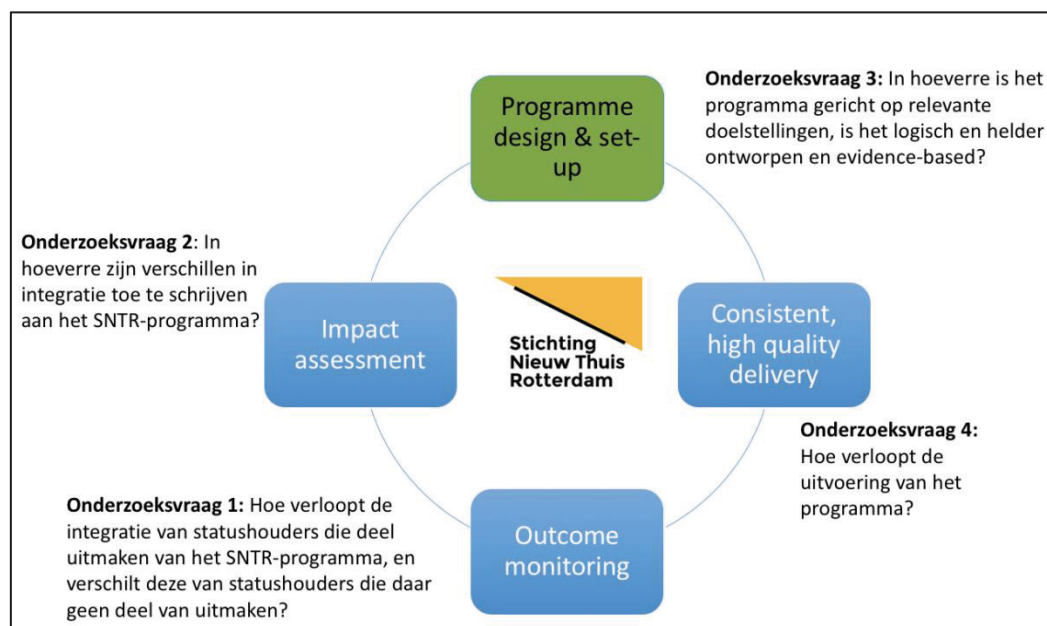 Programme
design & set-
up
Onderzoeksvraag 3: In hoeverre is het
programma gericht op relevante
doelstellingen, is het logisch en helder
ontworpen en evidence-based?
Onderzoeksvraag 2: In
hoeverre zijn verschillen in
integratie toe te schrijven
aan het SNTR-programma?
Impact
assessment
Stichting
Nieuw Thuis
Rotterdam
Consistent,
high quality
delivery
Onderzoeksvraag 4:
Hoe verloopt de
uitvoering van het
programma?
Onderzoeksvraag 1: Hoe verloopt de
integratie van statushouders die deel
uitmaken van het SNTR-programma, en
verschilt deze van statushouders die daar
geen deel van uitmaken?
Outcome
monitoring